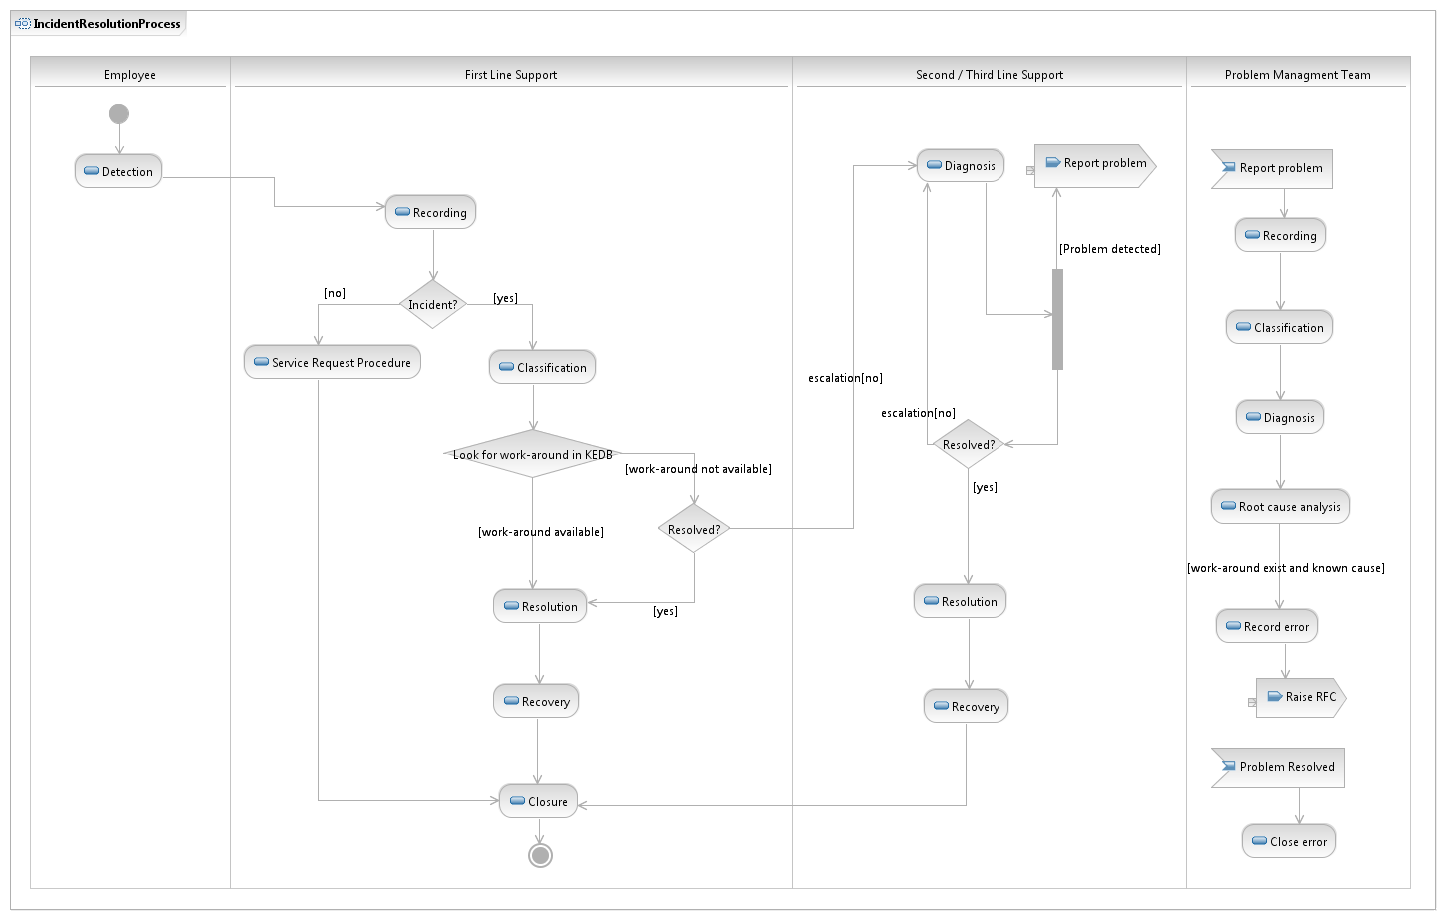 IncidentResolutionProcess
Employee
First Line Support
Second / Third Line Support
Problem Managment Team
Detection
Recording
[no]
Incident?
[yes]
Service Request Procedure
Classification
Look for work-around in KEDB
[work-around not available]
[work-around available]
Resolved?
[yes]
Resolution
Recovery
Closure
Diagnosis
Report problem
[Problem detected]
escalation[no]
escalation[no]
Resolved?
[yes]
Resolution
Recovery
Report problem
Recording
Classification
Diagnosis
Root cause analysis
[work-around exist and known cause]
Record error
Raise RFC
Problem Resolved
Close error